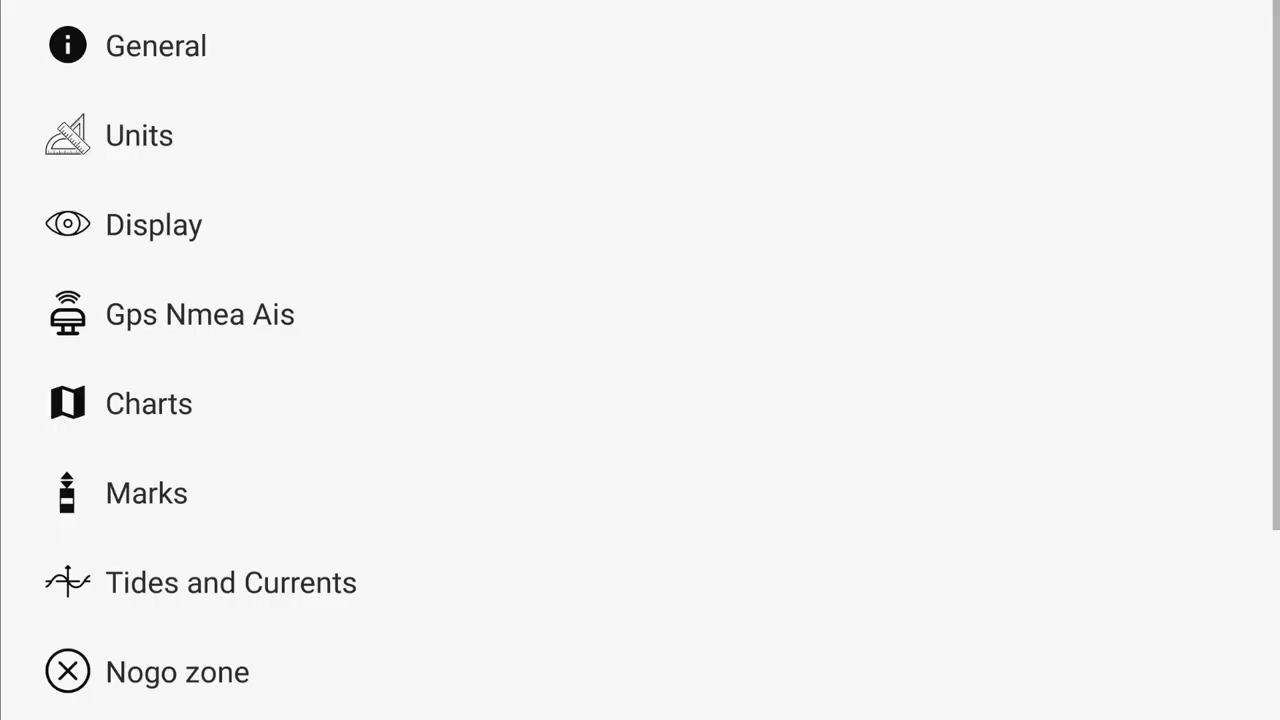 General
Units
Display
Gps Nmea Ais
Charts
Marks
Tides and Currents
Nogo zone